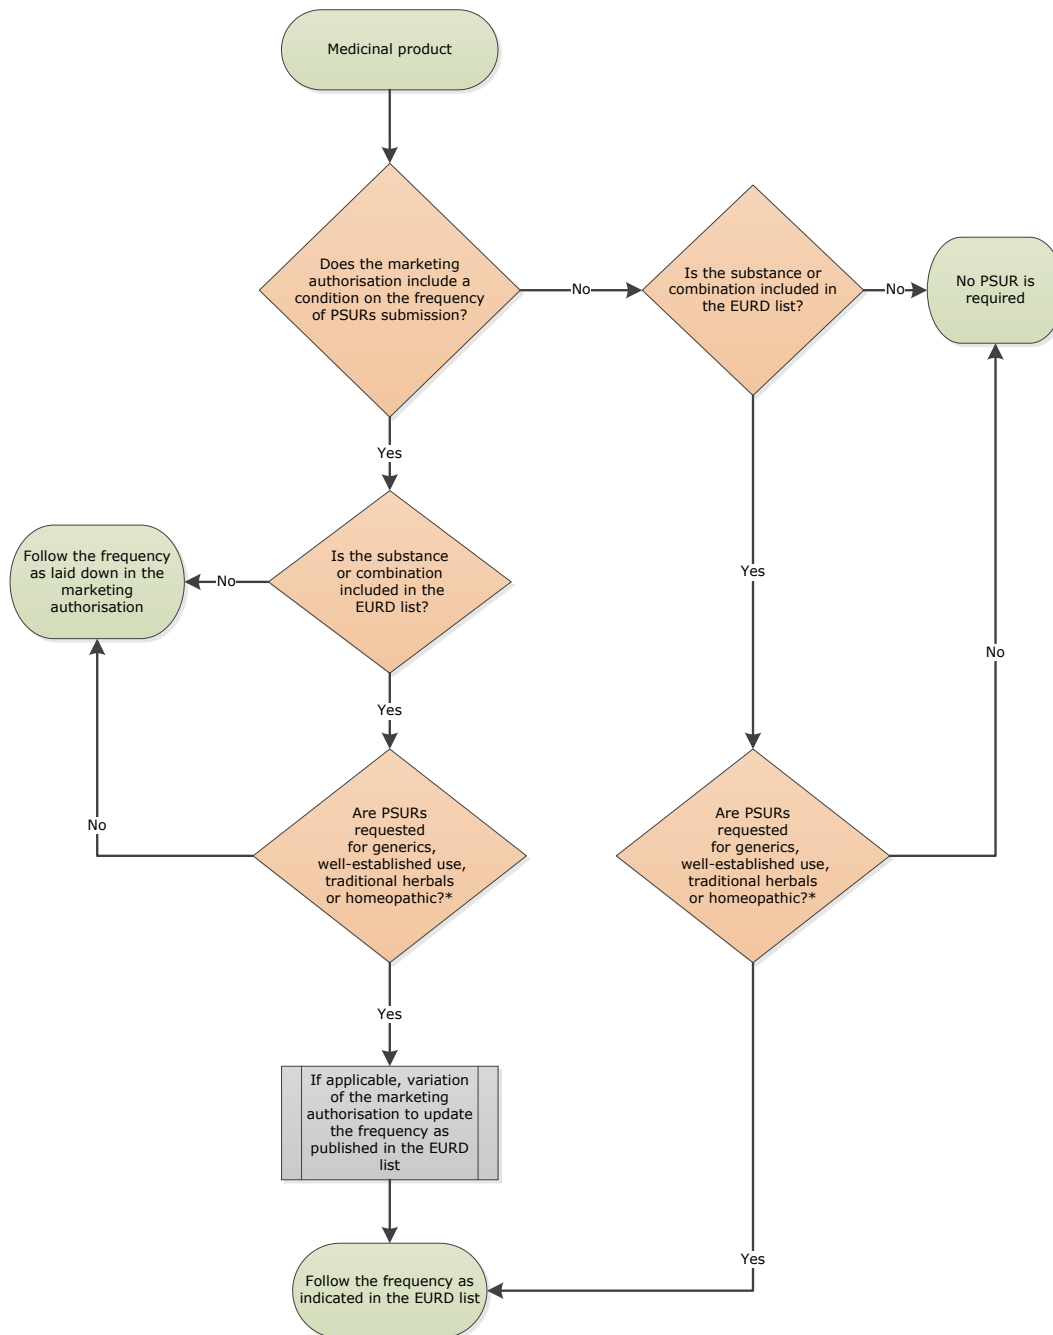 Medicinal product
Does the marketing
authorisation include a
condition on the frequency
of PSURs submission?
No
Is the substance or
combination included in
the EURD list?
No
No PSUR is
required
Yes
Follow the frequency
as laid down in the
marketing
authorisation
No
Is the substance
or combination
included in the
EURD list?
Yes
No
Yes
No
Are PSURs
requested
for generics,
well-established use,
traditional herbals
or homeopathic?*
Are PSURs
requested
for generics,
well-established use,
traditional herbals
or homeopathic?*
Yes
If applicable, variation
of the marketing
authorisation to update
the frequency as
published in the EURD
list
Yes
Follow the frequency as
indicated in the EURD list